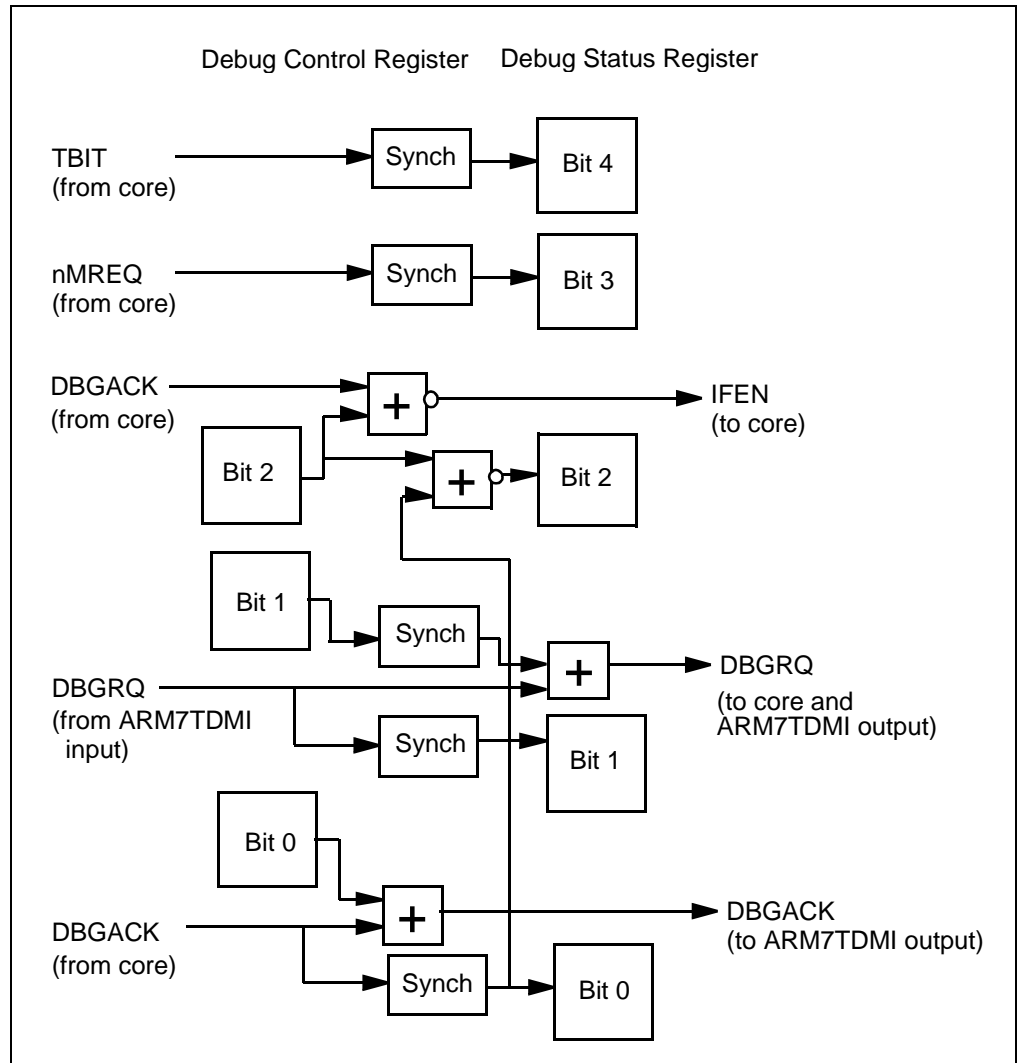 Debug Control Register Debug Status Register
TBIT
(from core)
Synch
Bit 4
nMREQ
(from core)
Synch
Bit 3
DBGACK
(from core)
+
IFEN
(to core)
Bit 2
+
Bit 2
Bit 1
Synch
DBGRQ
(from ARM7TDMI
input)
+
DBGRQ
(to core and
ARM7TDMI output)
Synch
Bit 1
Bit 0
DBGACK
(from core)
+
DBGACK
(to ARM7TDMI output)
Synch
Bit 0